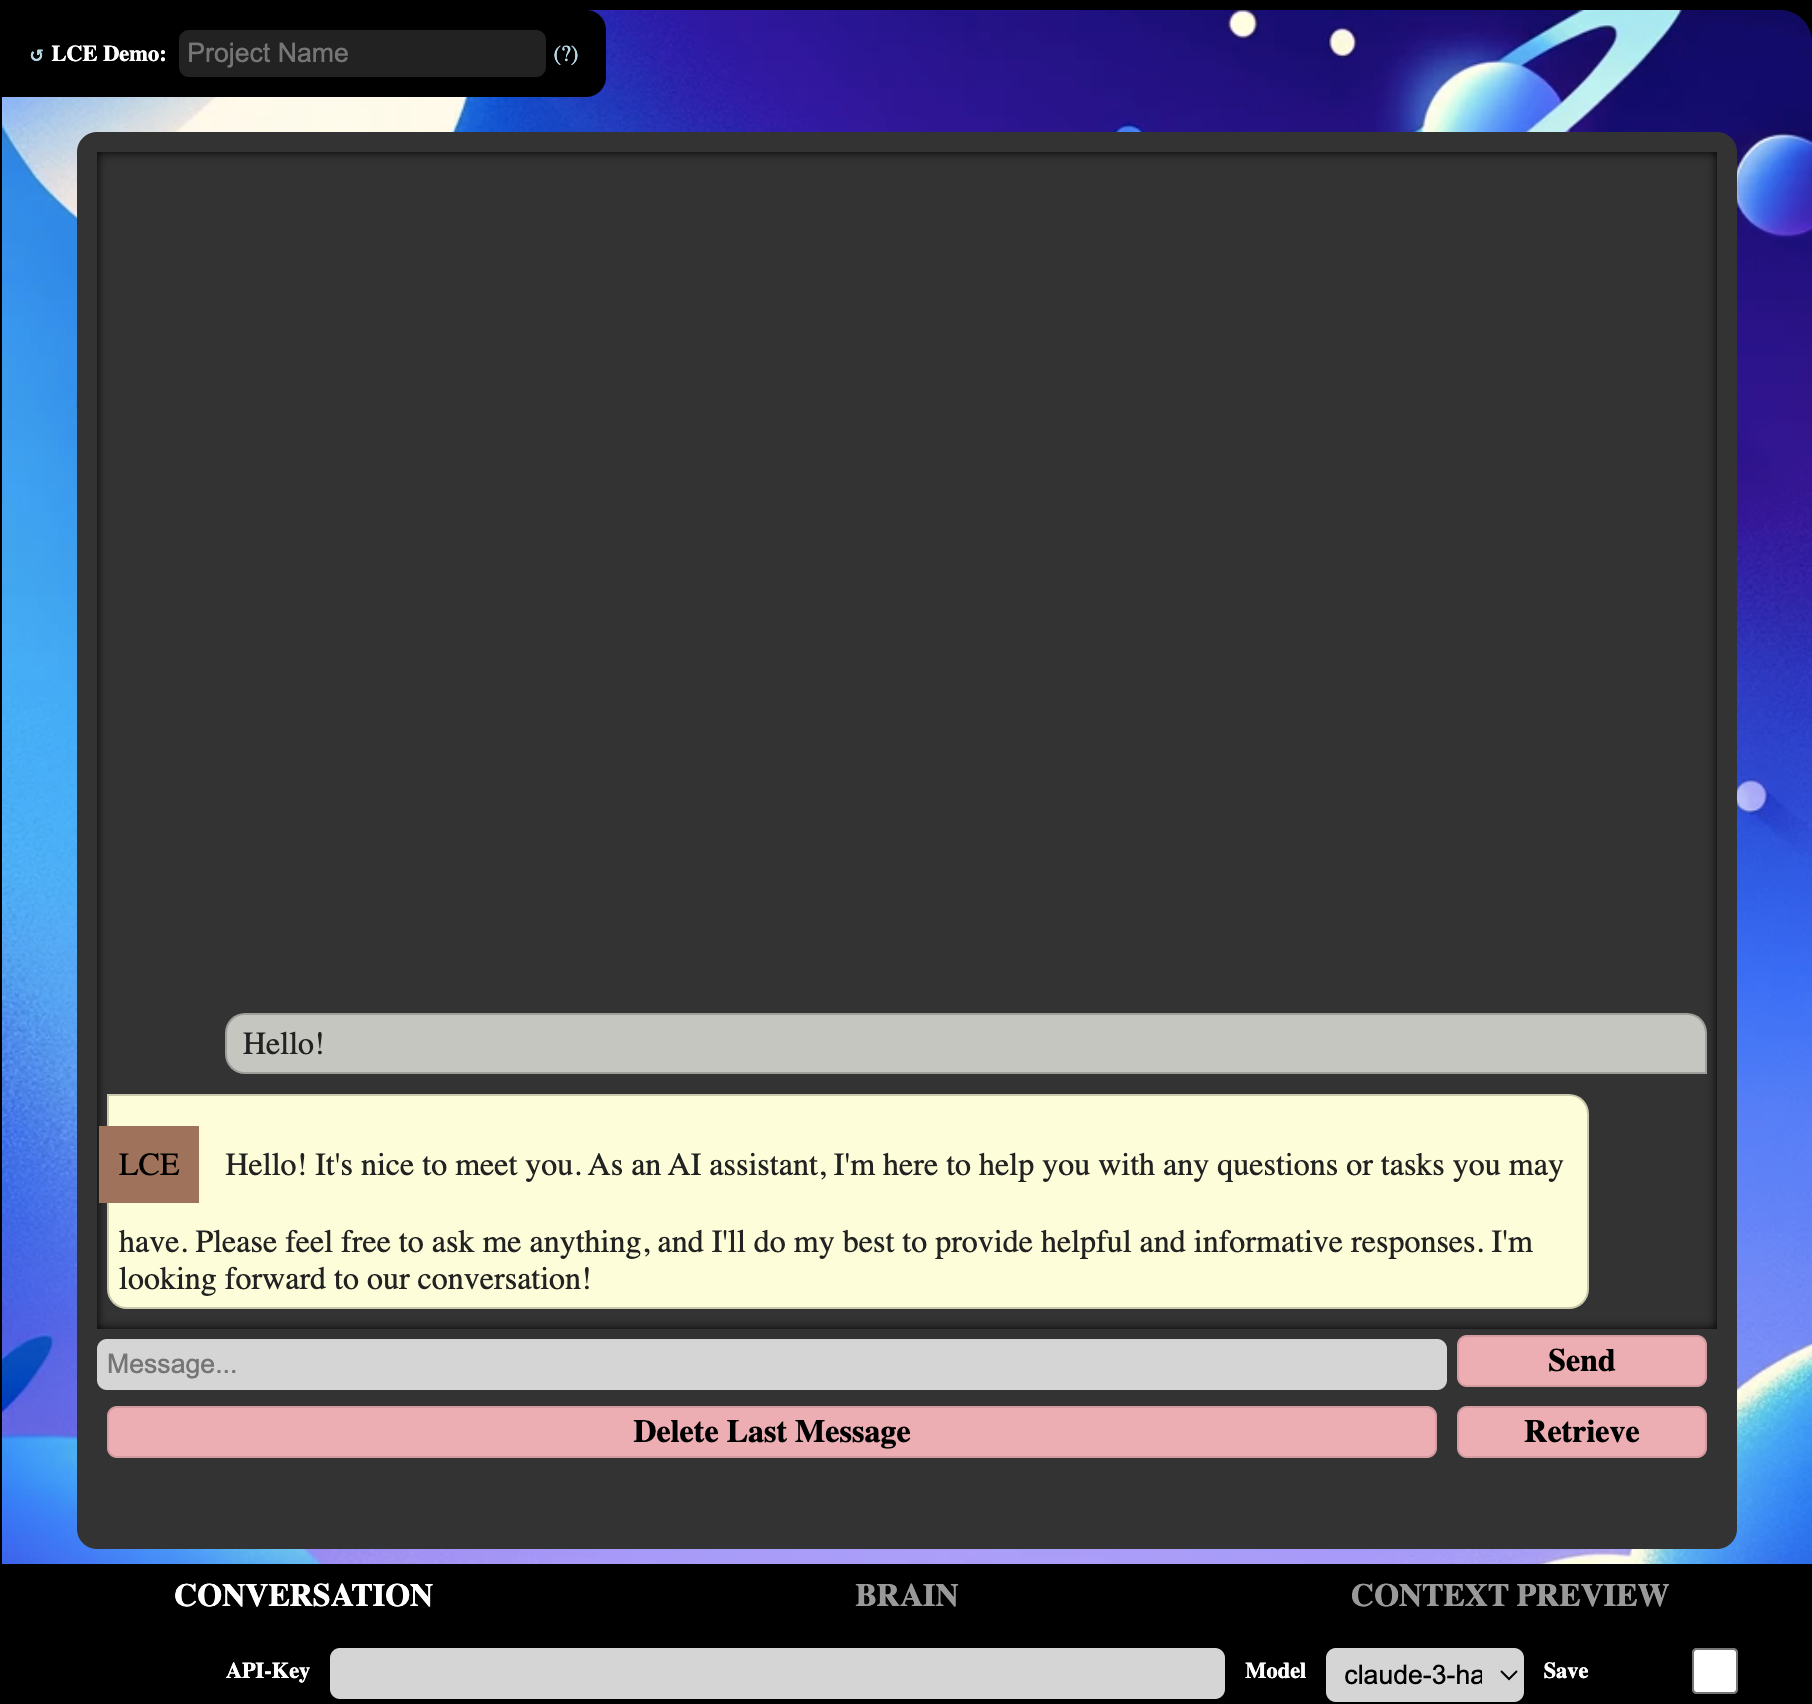 ↺ LCE Demo: Project Name (?)
Hello!
LCE Hello! It's nice to meet you. As an AI assistant, I'm here to help you with any questions or tasks you may
have. Please feel free to ask me anything, and I'll do my best to provide helpful and informative responses. I'm
looking forward to our conversation!
Message... Send
Delete Last Message Retrieve
CONVERSATION BRAIN CONTEXT PREVIEW
API-Key Model claude-3-ha Save